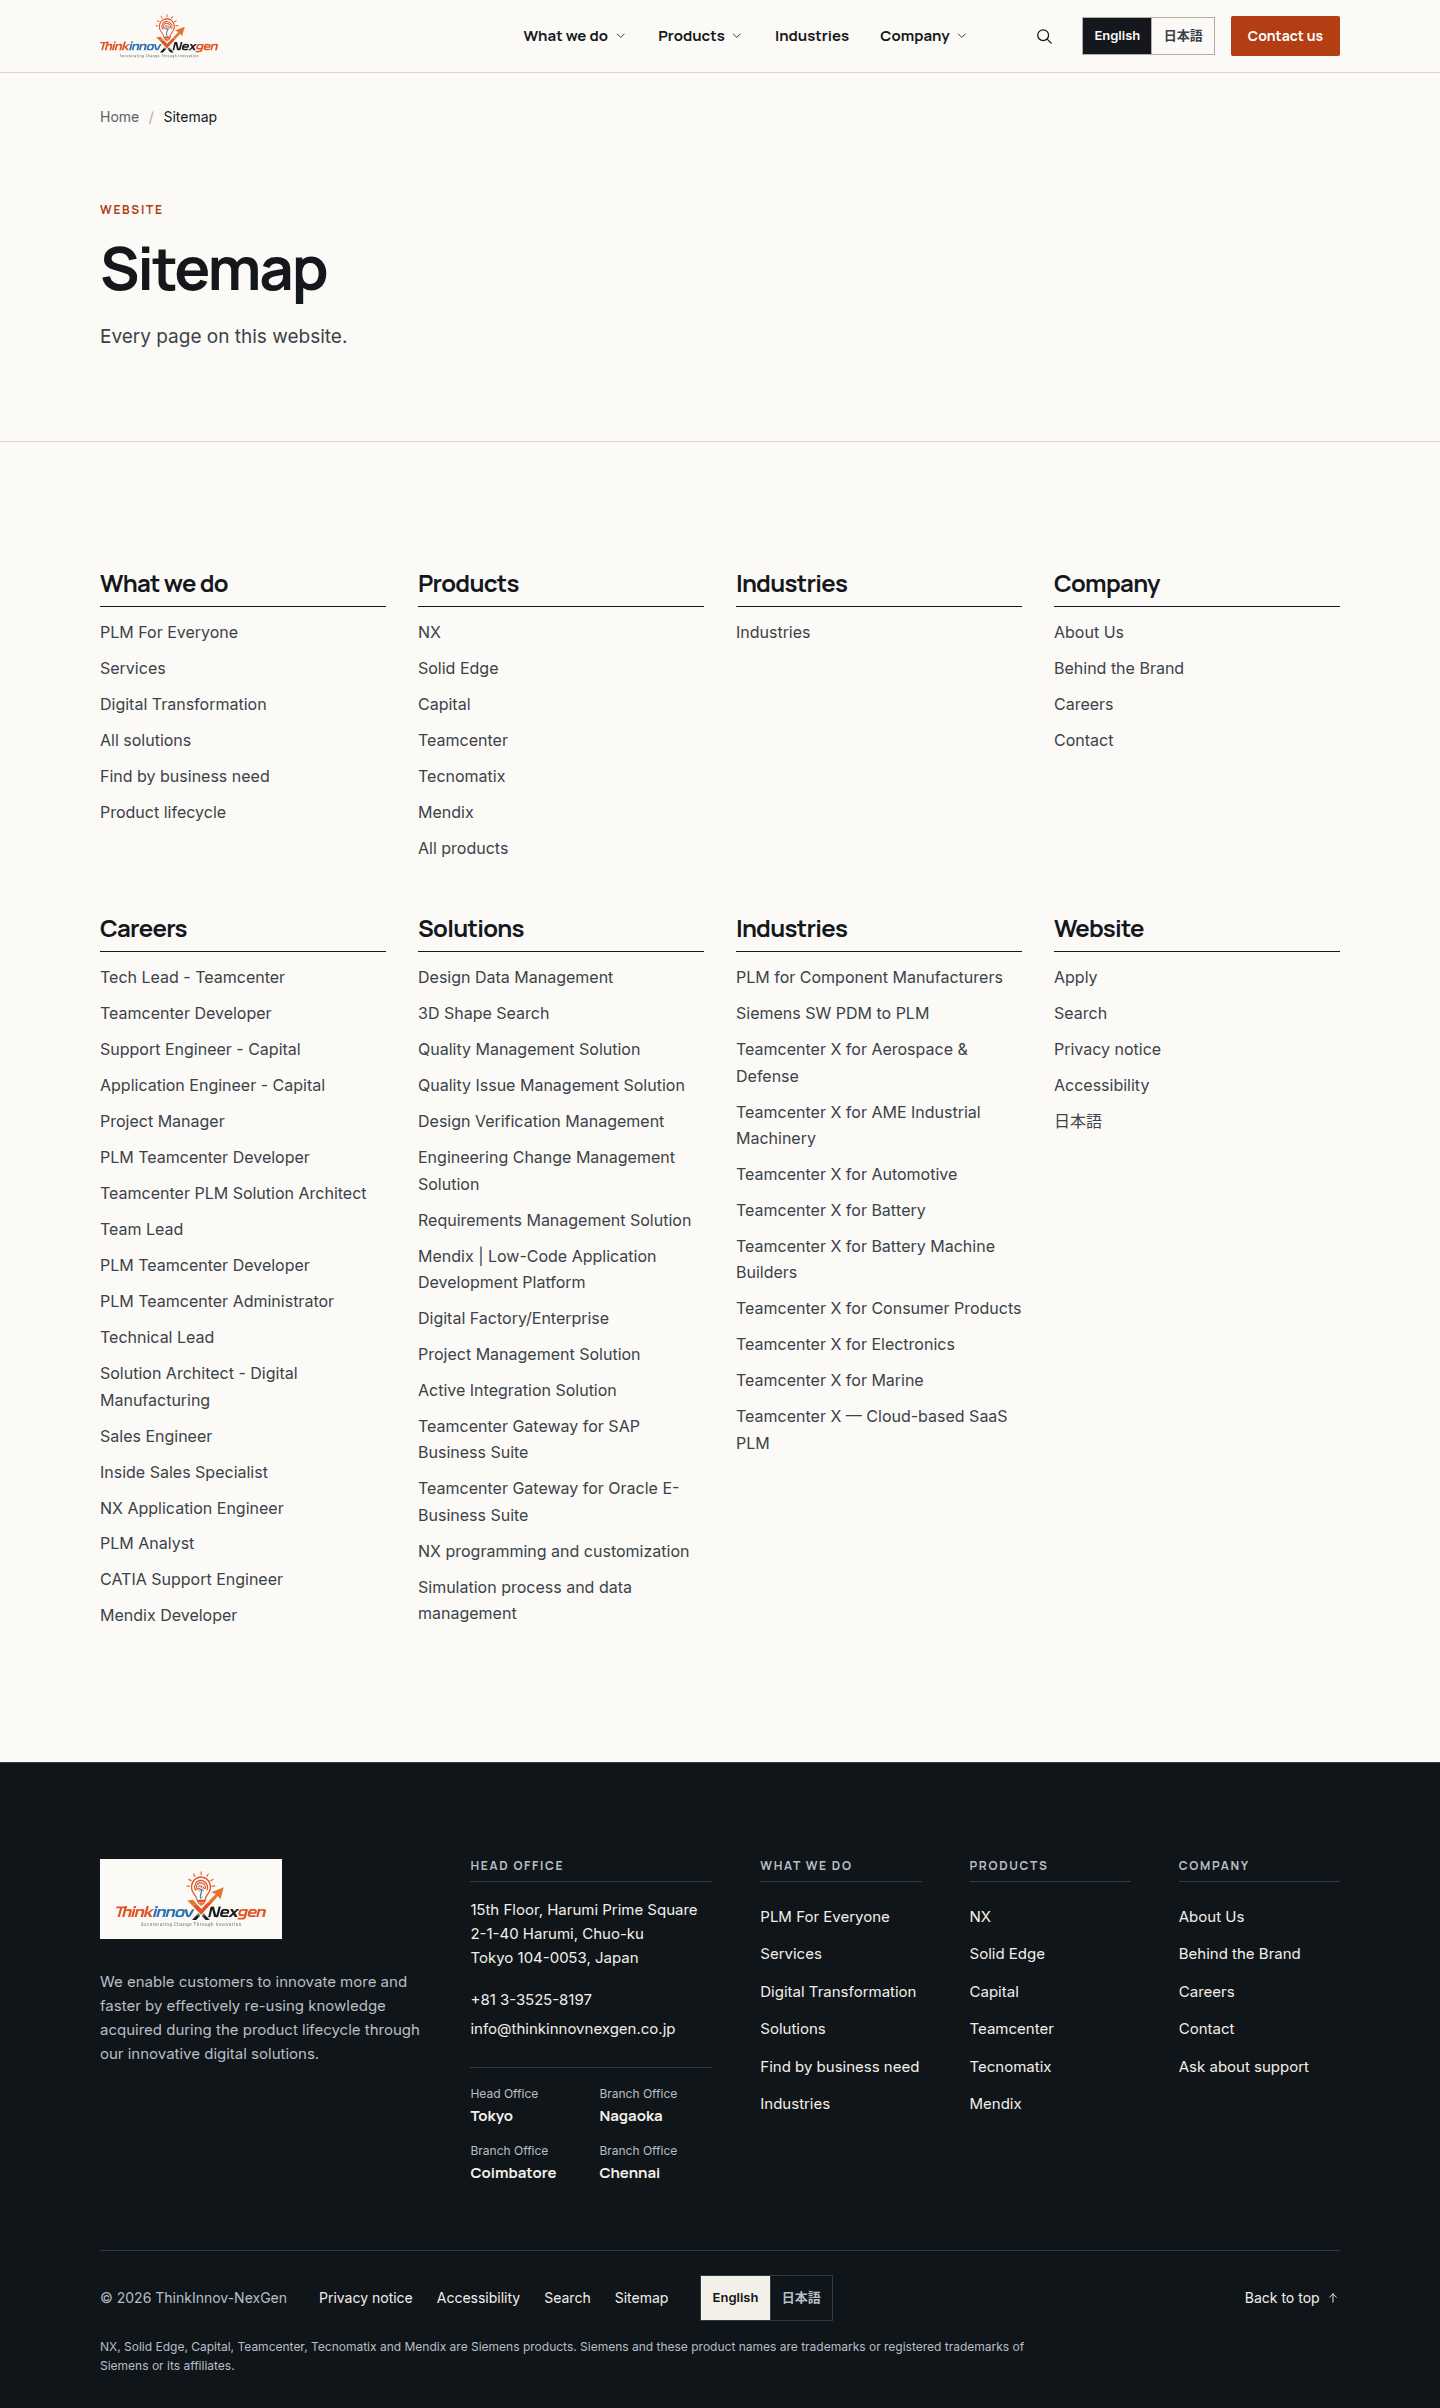 ThinkinnovXNexgen
Accelerating Change Through Innovation
What we do
Products
Industries
Company
English
日本語
Contact us
Home / Sitemap
WEBSITE
Sitemap
Every page on this website.
What we do
PLM For Everyone
Services
Digital Transformation
All solutions
Find by business need
Product lifecycle
Products
NX
Solid Edge
Capital
Teamcenter
Tecnomatix
Mendix
All products
Industries
Industries
Company
About Us
Behind the Brand
Careers
Contact
Careers
Tech Lead - Teamcenter
Teamcenter Developer
Support Engineer - Capital
Application Engineer - Capital
Project Manager
PLM Teamcenter Developer
Teamcenter PLM Solution Architect
Team Lead
PLM Teamcenter Developer
PLM Teamcenter Administrator
Technical Lead
Solution Architect - Digital
Manufacturing
Sales Engineer
Inside Sales Specialist
NX Application Engineer
PLM Analyst
CATIA Support Engineer
Mendix Developer
Solutions
Design Data Management
3D Shape Search
Quality Management Solution
Quality Issue Management Solution
Design Verification Management
Engineering Change Management
Solution
Requirements Management Solution
Mendix | Low-Code Application
Development Platform
Digital Factory/Enterprise
Project Management Solution
Active Integration Solution
Teamcenter Gateway for SAP
Business Suite
Teamcenter Gateway for Oracle E-
Business Suite
NX programming and customization
Simulation process and data
management
Industries
PLM for Component Manufacturers
Siemens SW PDM to PLM
Teamcenter X for Aerospace &
Defense
Teamcenter X for AME Industrial
Machinery
Teamcenter X for Automotive
Teamcenter X for Battery
Teamcenter X for Battery Machine
Builders
Teamcenter X for Consumer Products
Teamcenter X for Electronics
Teamcenter X for Marine
Teamcenter X — Cloud-based SaaS
PLM
Website
Apply
Search
Privacy notice
Accessibility
日本語
ThinkinnovXNexgen
Accelerating Change Through Innovation
We enable customers to innovate more and
faster by effectively re-using knowledge
acquired during the product lifecycle through
our innovative digital solutions.
HEAD OFFICE
15th Floor, Harumi Prime Square
2-1-40 Harumi, Chuo-ku
Tokyo 104-0053, Japan
+81 3-3525-8197
info@thinkinnovnexgen.co.jp
Head Office
Tokyo
Branch Office
Nagaoka
Branch Office
Coimbatore
Branch Office
Chennai
WHAT WE DO
PLM For Everyone
Services
Digital Transformation
Solutions
Find by business need
Industries
PRODUCTS
NX
Solid Edge
Capital
Teamcenter
Tecnomatix
Mendix
COMPANY
About Us
Behind the Brand
Careers
Contact
Ask about support
© 2026 ThinkInnov-NexGen
Privacy notice
Accessibility
Search
Sitemap
English
日本語
Back to top ↑
NX, Solid Edge, Capital, Teamcenter, Tecnomatix and Mendix are Siemens products. Siemens and these product names are trademarks or registered trademarks of
Siemens or its affiliates.